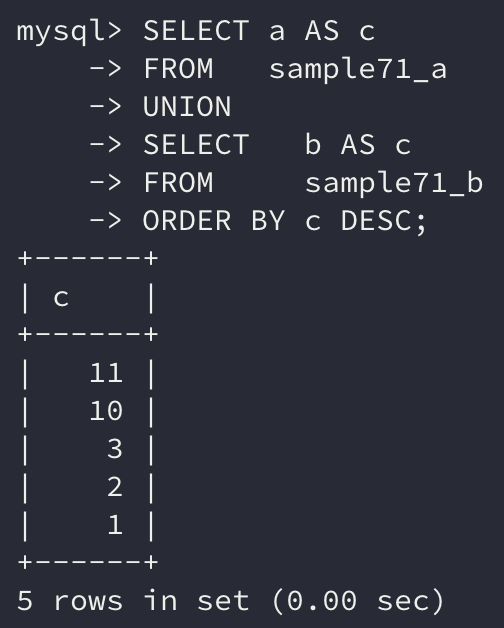 mysql> SELECT a AS c
    -> FROM   sample71_a
    -> UNION
    -> SELECT   b AS c
    -> FROM     sample71_b
    -> ORDER BY c DESC;
+------+
| c    |
+------+
|   11 |
|   10 |
|    3 |
|    2 |
|    1 |
+------+
5 rows in set (0.00 sec)